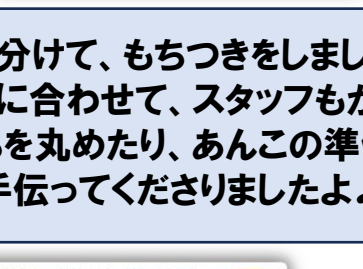 分けて、もちつきをしまし
に合わせて、スタッフもか
を丸めたり、あんこの準
手伝ってくださりましたよ